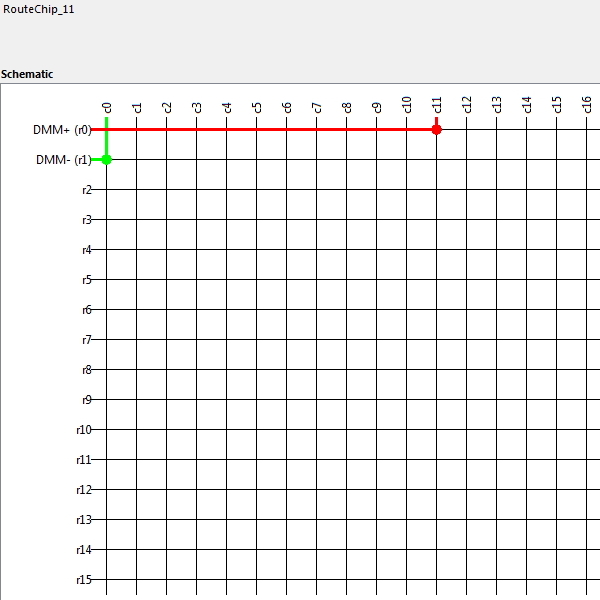 RouteChip_11
Schematic
c0 c1 c2 c3 c4 c5 c6 c7 c8 c9 c10 c11 c12 c13 c14 c15 c16
DMM+ (r0)
DMM- (r1)
r2
r3
r4
r5
r6
r7
r8
r9
r10
r11
r12
r13
r14
r15